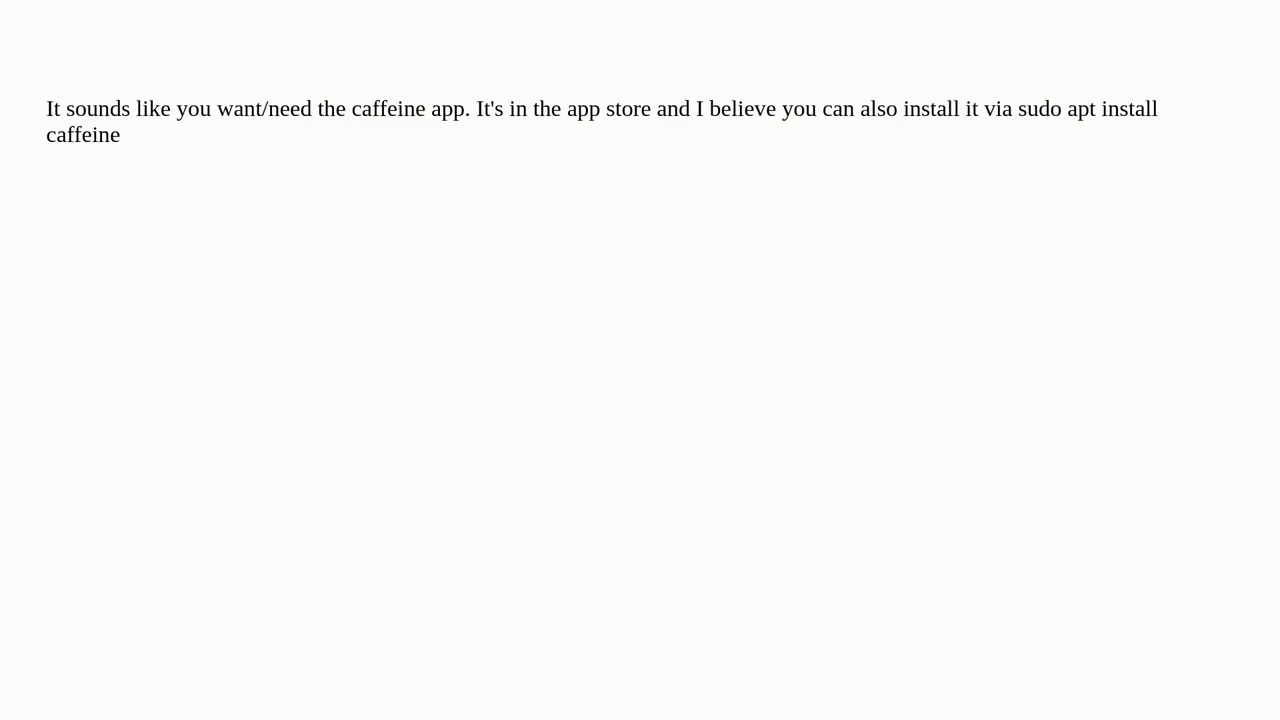 It sounds like you want/need the caffeine app. It's in the app store and I believe you can also install it via sudo apt install
caffeine